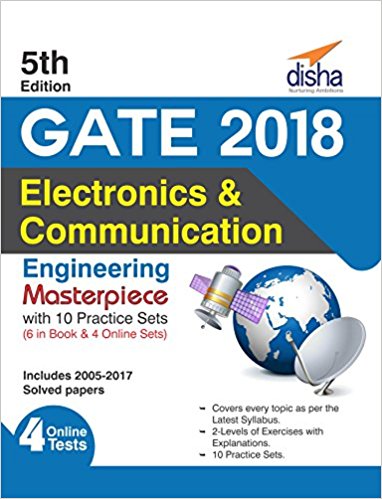 5th
Edition
disha
Nurturing Ambitions
GATE 2018
Electronics &
Communication
Engineering
Masterpiece
with 10 Practice Sets
(6 in Book & 4 Online Sets)
Includes 2005-2017
Solved papers
4 Online
Tests
Covers every topic as per the
Latest Syllabus.
2-Levels of Exercises with
Explanations.
10 Practice Sets.